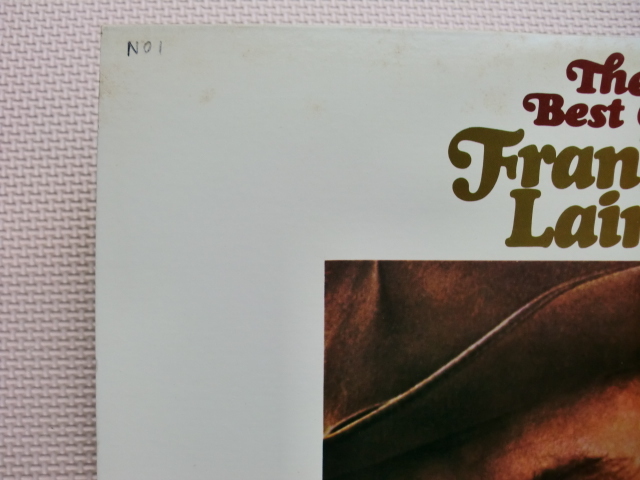 NO1
The
Best
Fran
Lain